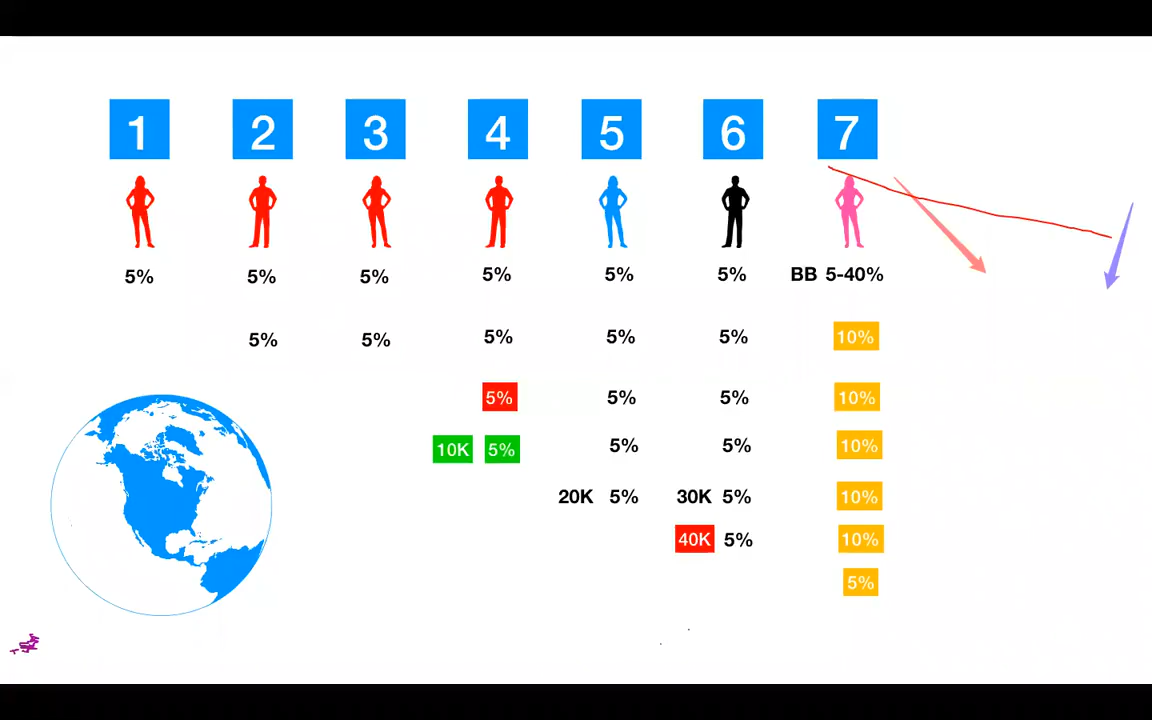 1 2 3 4 5 6 7
5% 5% 5% 5% 5% 5% BB 5-40%
5% 5% 5% 5% 5% 10%
5% 5% 5% 10%
10K 5% 5% 5% 10%
20K 5% 30K 5% 10%
40K 5% 10%
5%